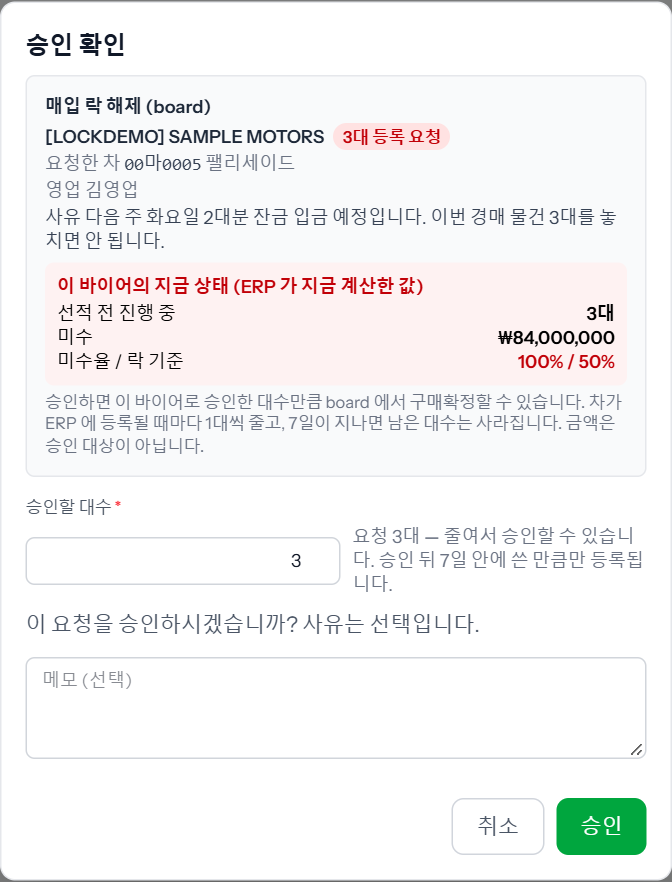 승인 확인
매입 락 해제 (board)
[LOCKDEMO] SAMPLE MOTORS 3대 등록 요청
요청한 차 00마0005 팰리세이드
영업 김영업
사유 다음 주 화요일 2대분 잔금 입금 예정입니다. 이번 경매 물건 3대를 놓
치면 안 됩니다.
이 바이어의 지금 상태 (ERP 가 지금 계산한 값)
선적 전 진행 중 3대
미수 ₩84,000,000
미수율 / 락 기준 100% / 50%
승인하면 이 바이어로 승인한 대수만큼 board 에서 구매확정할 수 있습니다. 차가
ERP 에 등록될 때마다 1대씩 줄고, 7일이 지나면 남은 대수는 사라집니다. 금액은
승인 대상이 아닙니다.
승인할 대수 *
3
요청 3대 — 줄여서 승인할 수 있습니
다. 승인 뒤 7일 안에 쓴 만큼만 등록됩
니다.
이 요청을 승인하시겠습니까? 사유는 선택입니다.
메모 (선택)
취소 승인